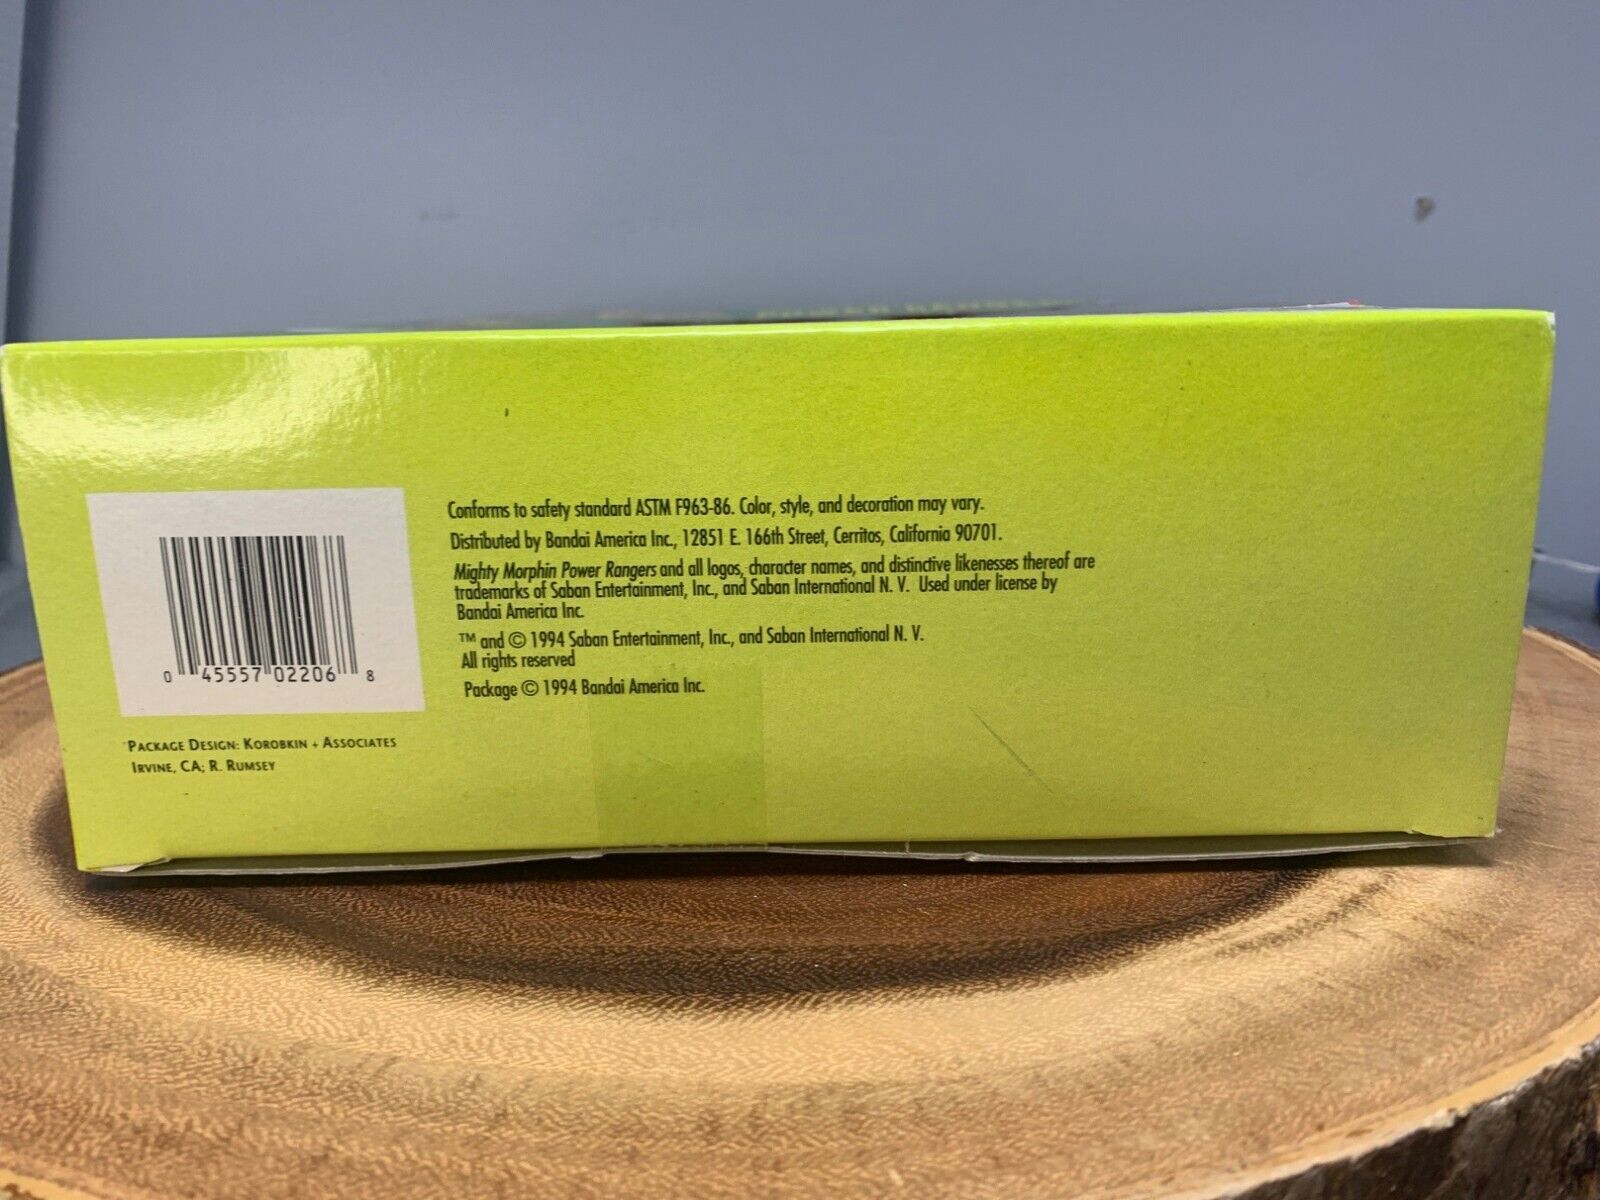 Conforms to safety standard ASTM F963-86. Color, style, and decoration may vary.
Distributed by Bandai America Inc., 12851 E. 166th Street, Cerritos, California 90701.
Mighty Morphin Power Rangers and all logos, character names, and distinctive likenesses thereof are
trademarks of Saban Entertainment, Inc., and Saban International N. V. Used under license by
Bandai America Inc.
™ and © 1994 Saban Entertainment, Inc., and Saban International N. V.
All rights reserved
Package © 1994 Bandai America Inc.
0 45557 02206 8
PACKAGE DESIGN: KOROBKIN + ASSOCIATES
IRVINE, CA; R. RUMSEY